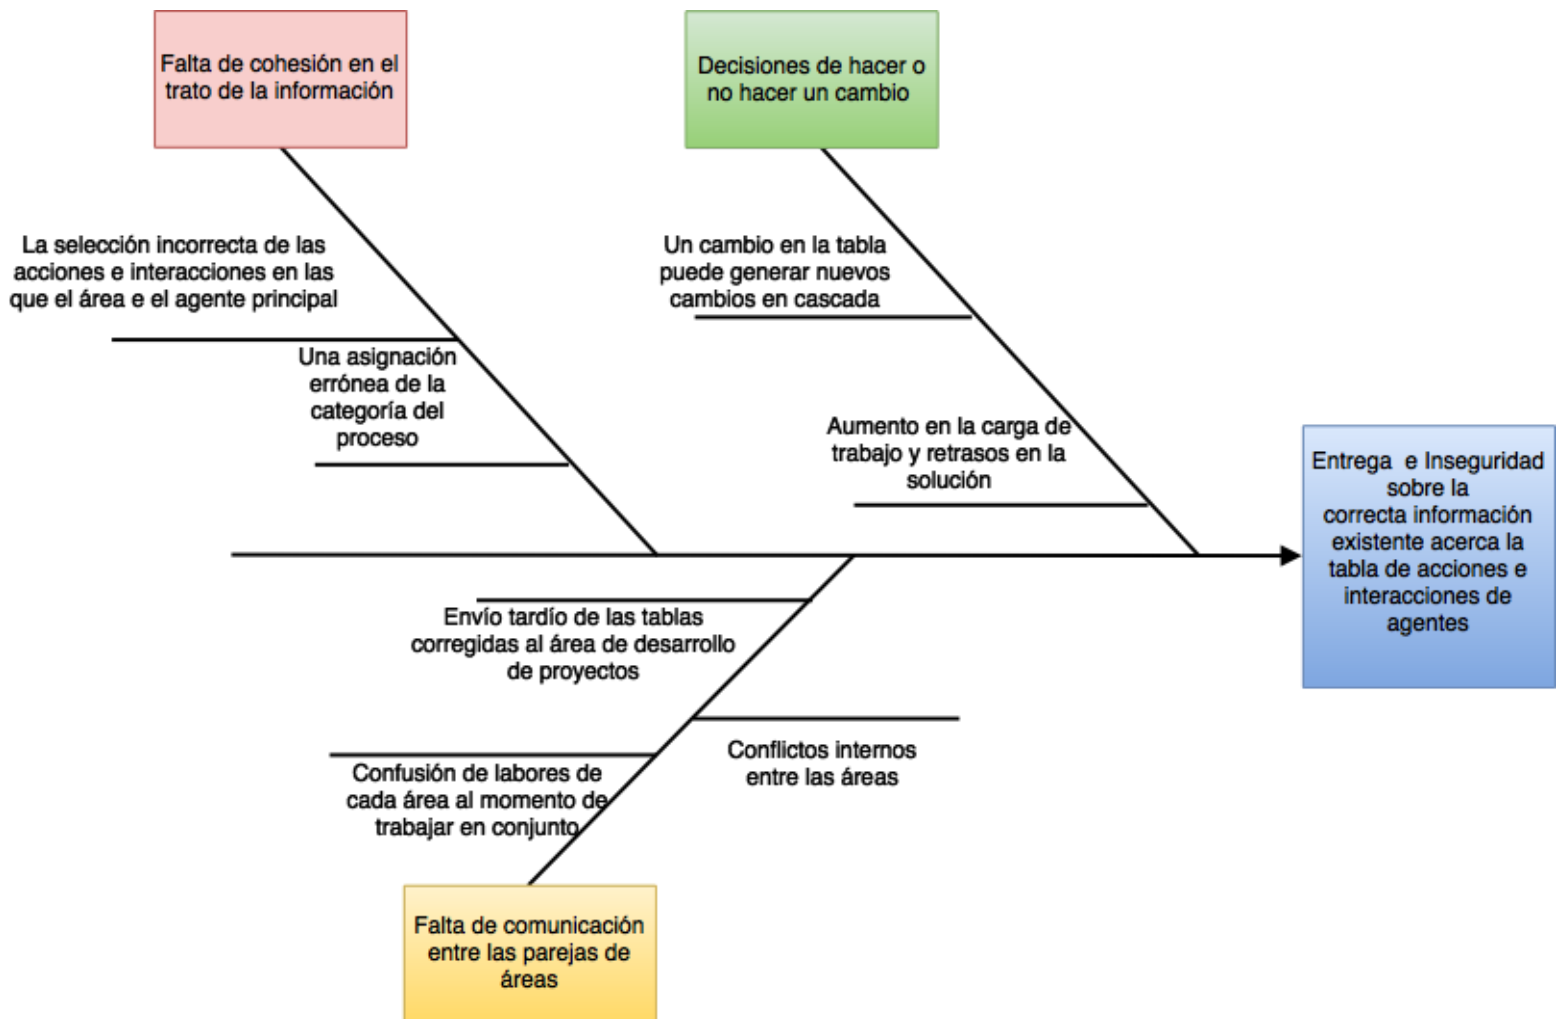 Falta de cohesión en el
trato de la información
Decisiones de hacer o
no hacer un cambio
La selección incorrecta de las
acciones e interacciones en las
que el área e el agente principal
Una asignación
errónea de la
categoría del
proceso
Un cambio en la tabla
puede generar nuevos
cambios en cascada
Aumento en la carga de
trabajo y retrasos en la
solución
Entrega e Inseguridad
sobre la
correcta información
existente acerca la
tabla de acciones e
interacciones de
agentes
Envío tardío de las tablas
corregidas al área de desarrollo
de proyectos
Conflictos internos
entre las áreas
Confusión de labores de
cada área al momento de
trabajar en conjunto
Falta de comunicación
entre las parejas de
áreas